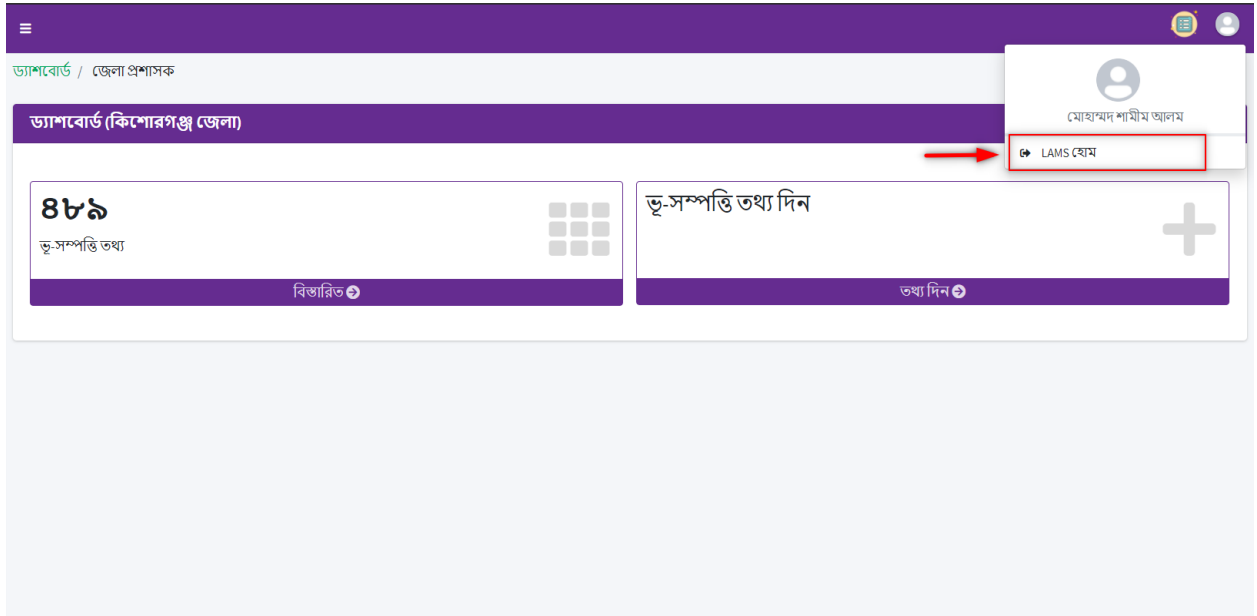 ড্যাশবোর্ড / জেলা প্রশাসক
মোহাম্মদ শামীম আলম
LAMS হোম
ড্যাশবোর্ড (কিশোরগঞ্জ জেলা)
৪৮৯
ভূ-সম্পত্তি তথ্য
বিস্তারিত
ভূ-সম্পত্তি তথ্য দিন
তথ্য দিন